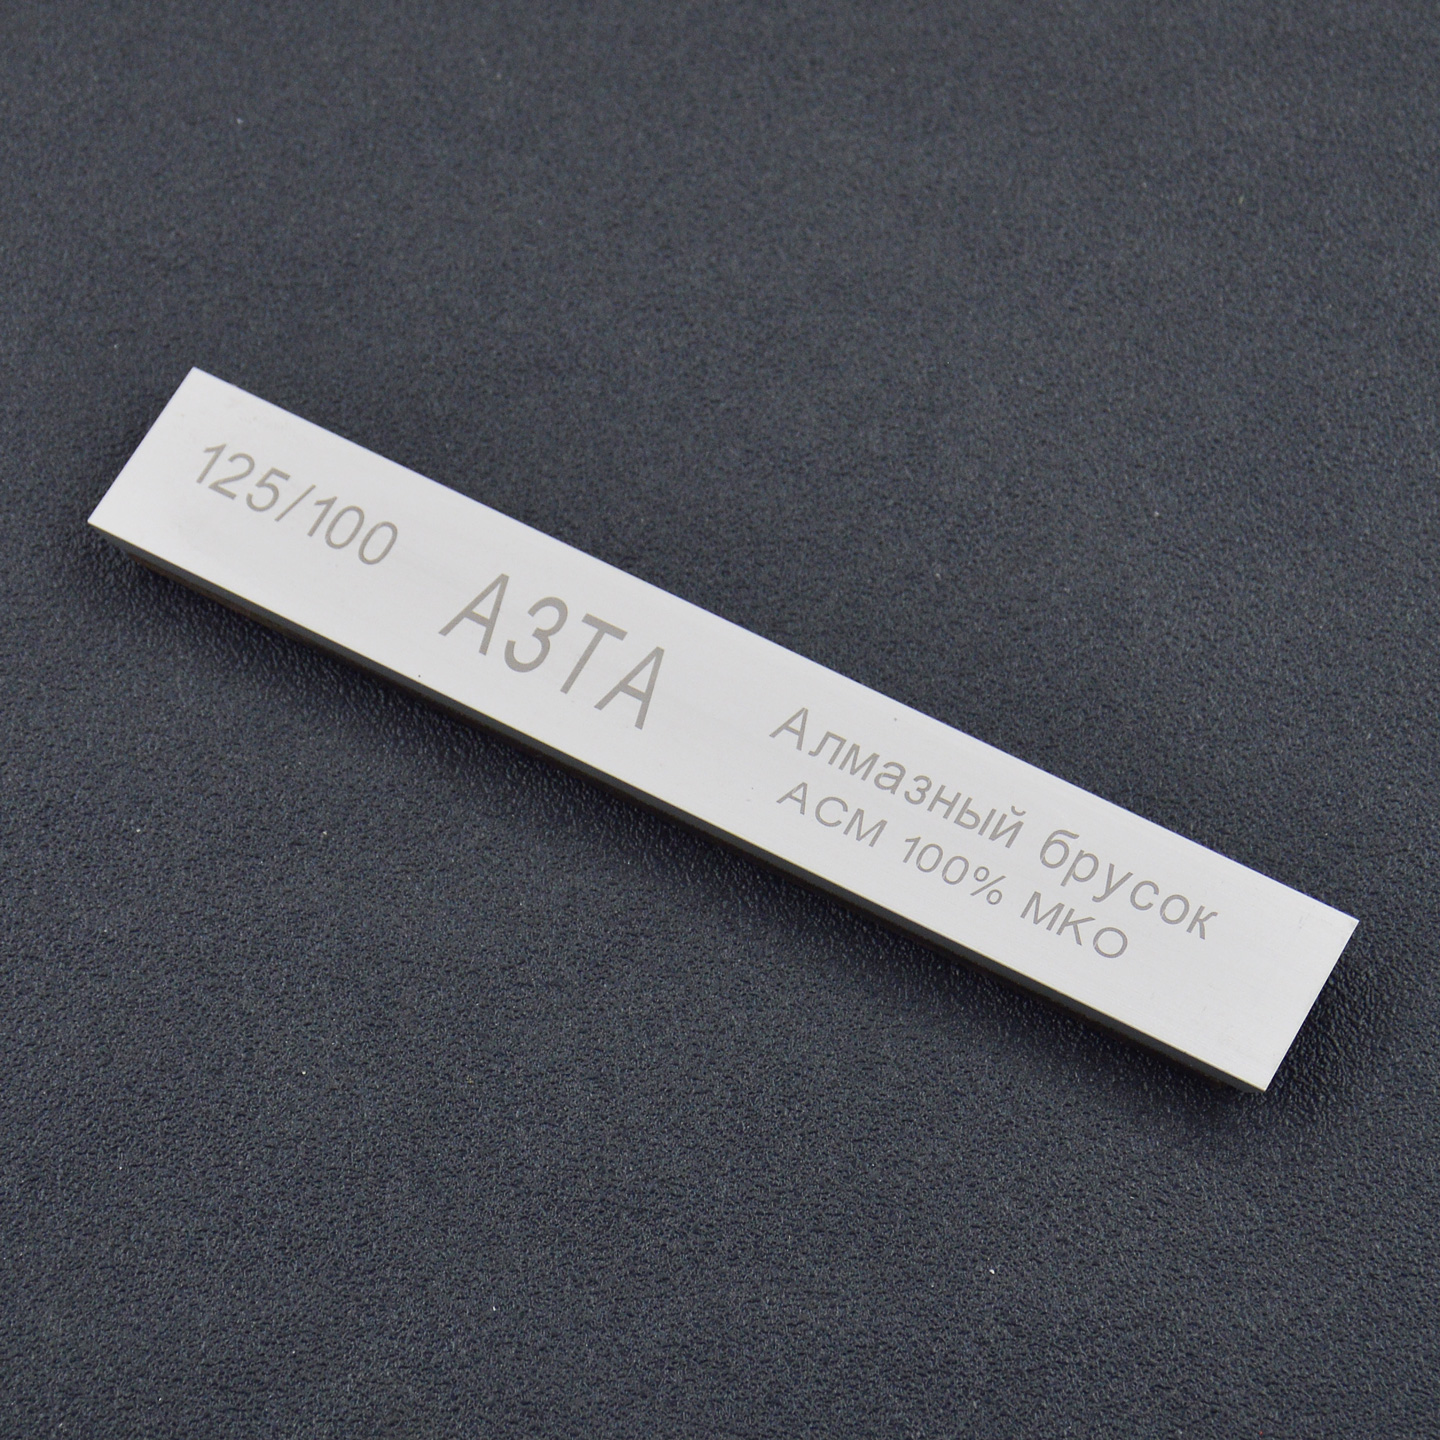 125/100
АЗТА
Алмазный брусок
АСМ 100% МКО